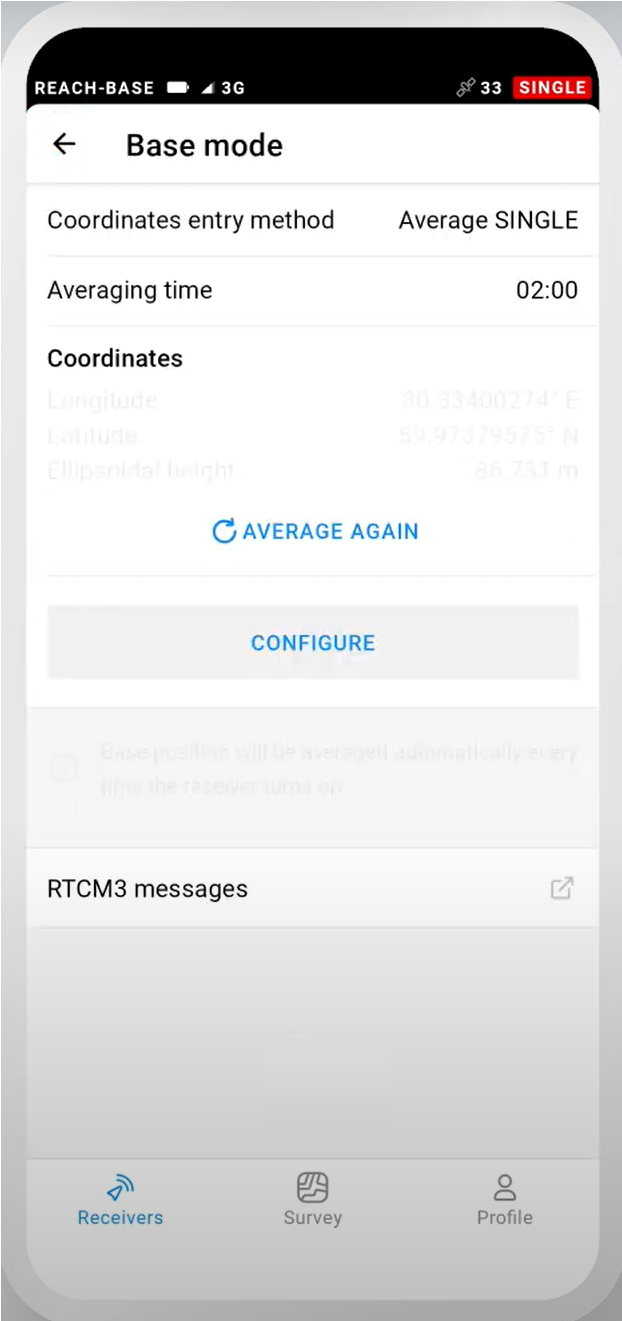 REACH-BASE 3G 33 SINGLE
Base mode
Coordinates entry method Average SINGLE
Averaging time 02:00
Coordinates
Longitude 30.33400274° E
Latitude 59.97379575° N
Ellipsoidal height
AVERAGE AGAIN
CONFIGURE
Base position will be averaged automatically every
time the receiver turns on
RTCM3 messages
Receivers Survey Profile